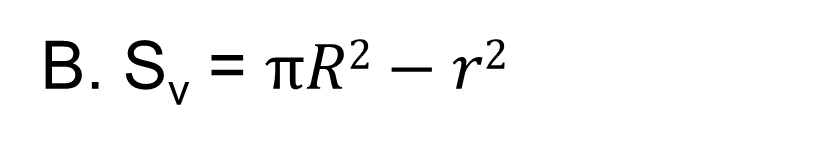 B. Sᵥ = πR² − r²